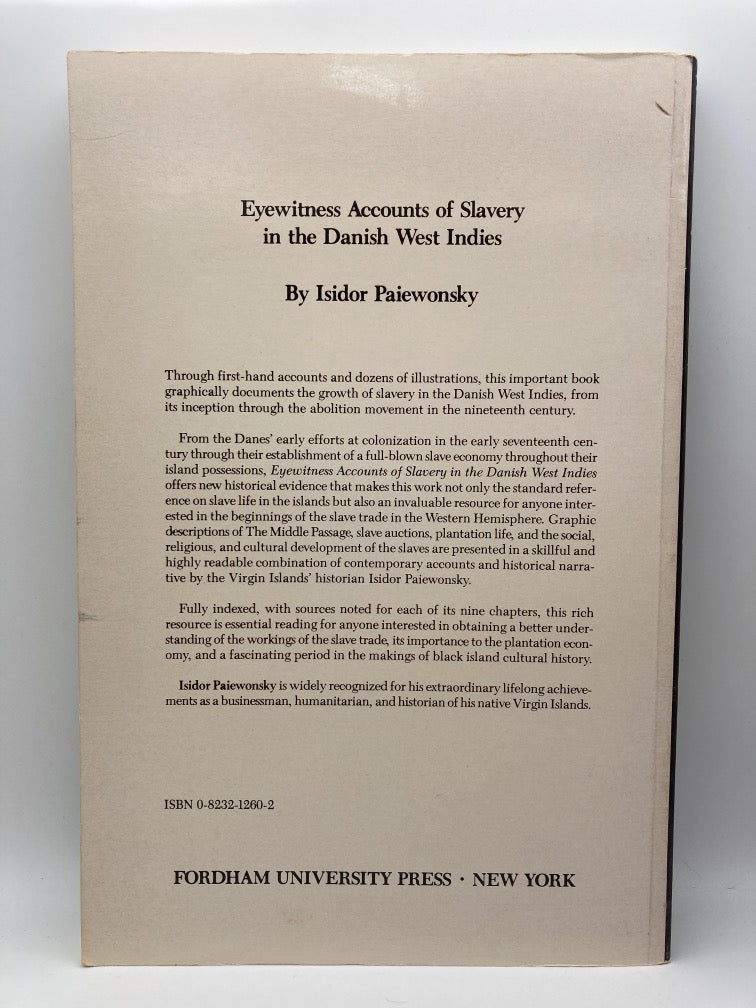 Eyewitness Accounts of Slavery
in the Danish West Indies
By Isidor Paiewonsky
Through first-hand accounts and dozens of illustrations, this important book
graphically documents the growth of slavery in the Danish West Indies, from
its inception through the abolition movement in the nineteenth century.
From the Danes' early efforts at colonization in the early seventeenth cen-
tury through their establishment of a full-blown slave economy throughout their
island possessions, Eyewitness Accounts of Slavery in the Danish West Indies
offers new historical evidence that makes this work not only the standard refer-
ence on slave life in the islands but also an invaluable resource for anyone inter-
ested in the beginnings of the slave trade in the Western Hemisphere. Graphic
descriptions of The Middle Passage, slave auctions, plantation life, and the social,
religious, and cultural development of the slaves are presented in a skillful and
highly readable combination of contemporary accounts and historical narra-
tive by the Virgin Islands' historian Isidor Paiewonsky.
Fully indexed, with sources noted for each of its nine chapters, this rich
resource is essential reading for anyone interested in obtaining a better under-
standing of the workings of the slave trade, its importance to the plantation econ-
omy, and a fascinating period in the makings of black island cultural history.
Isidor Paiewonsky is widely recognized for his extraordinary lifelong achieve-
ments as a businessman, humanitarian, and historian of his native Virgin Islands.
ISBN 0-8232-1260-2
FORDHAM UNIVERSITY PRESS · NEW YORK